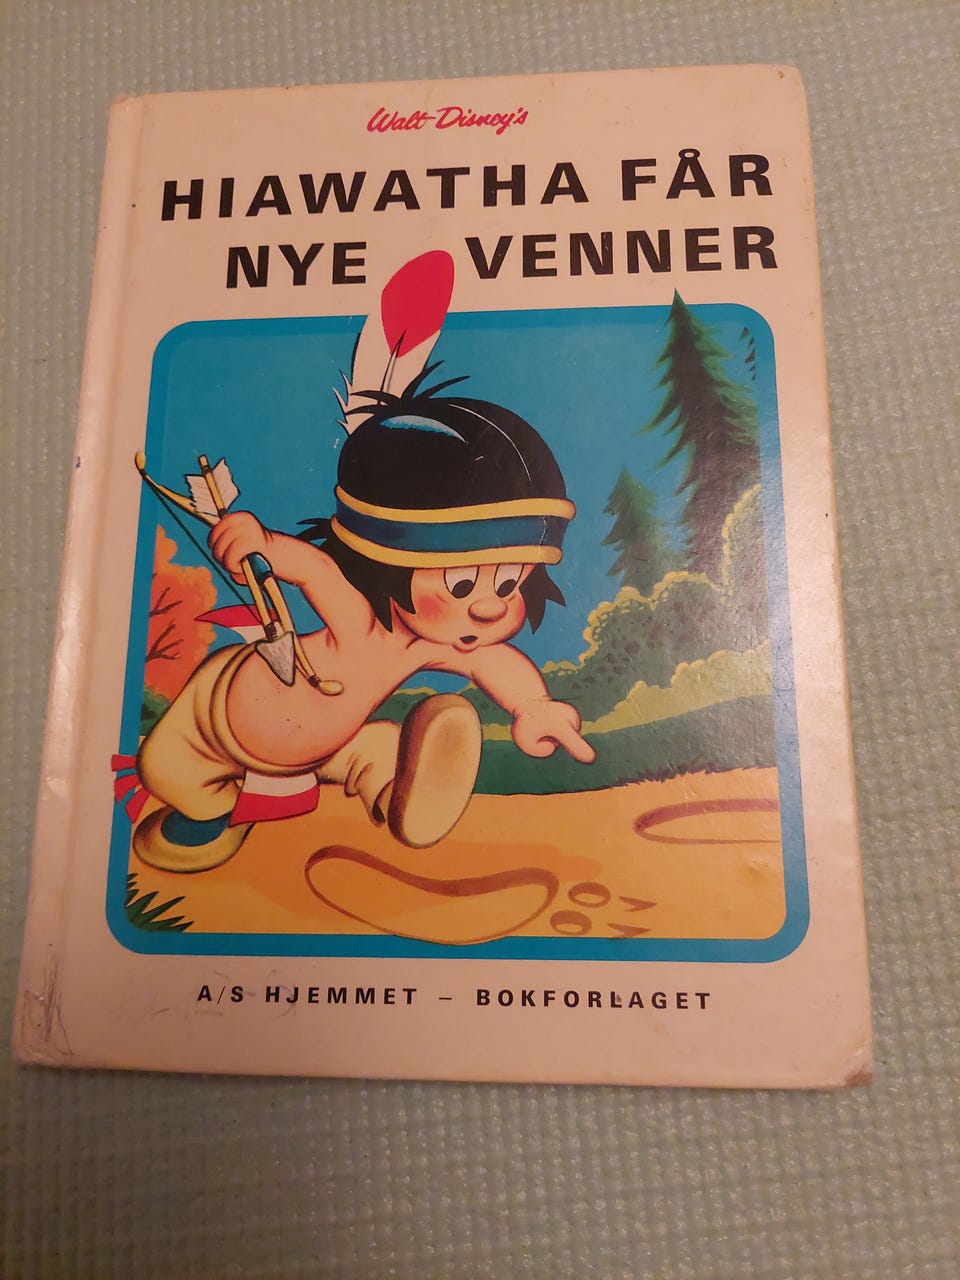 Walt Disney's
HIAWATHA FÅR
NYE VENNER
A/S HJEMMET – BOKFORLAGET